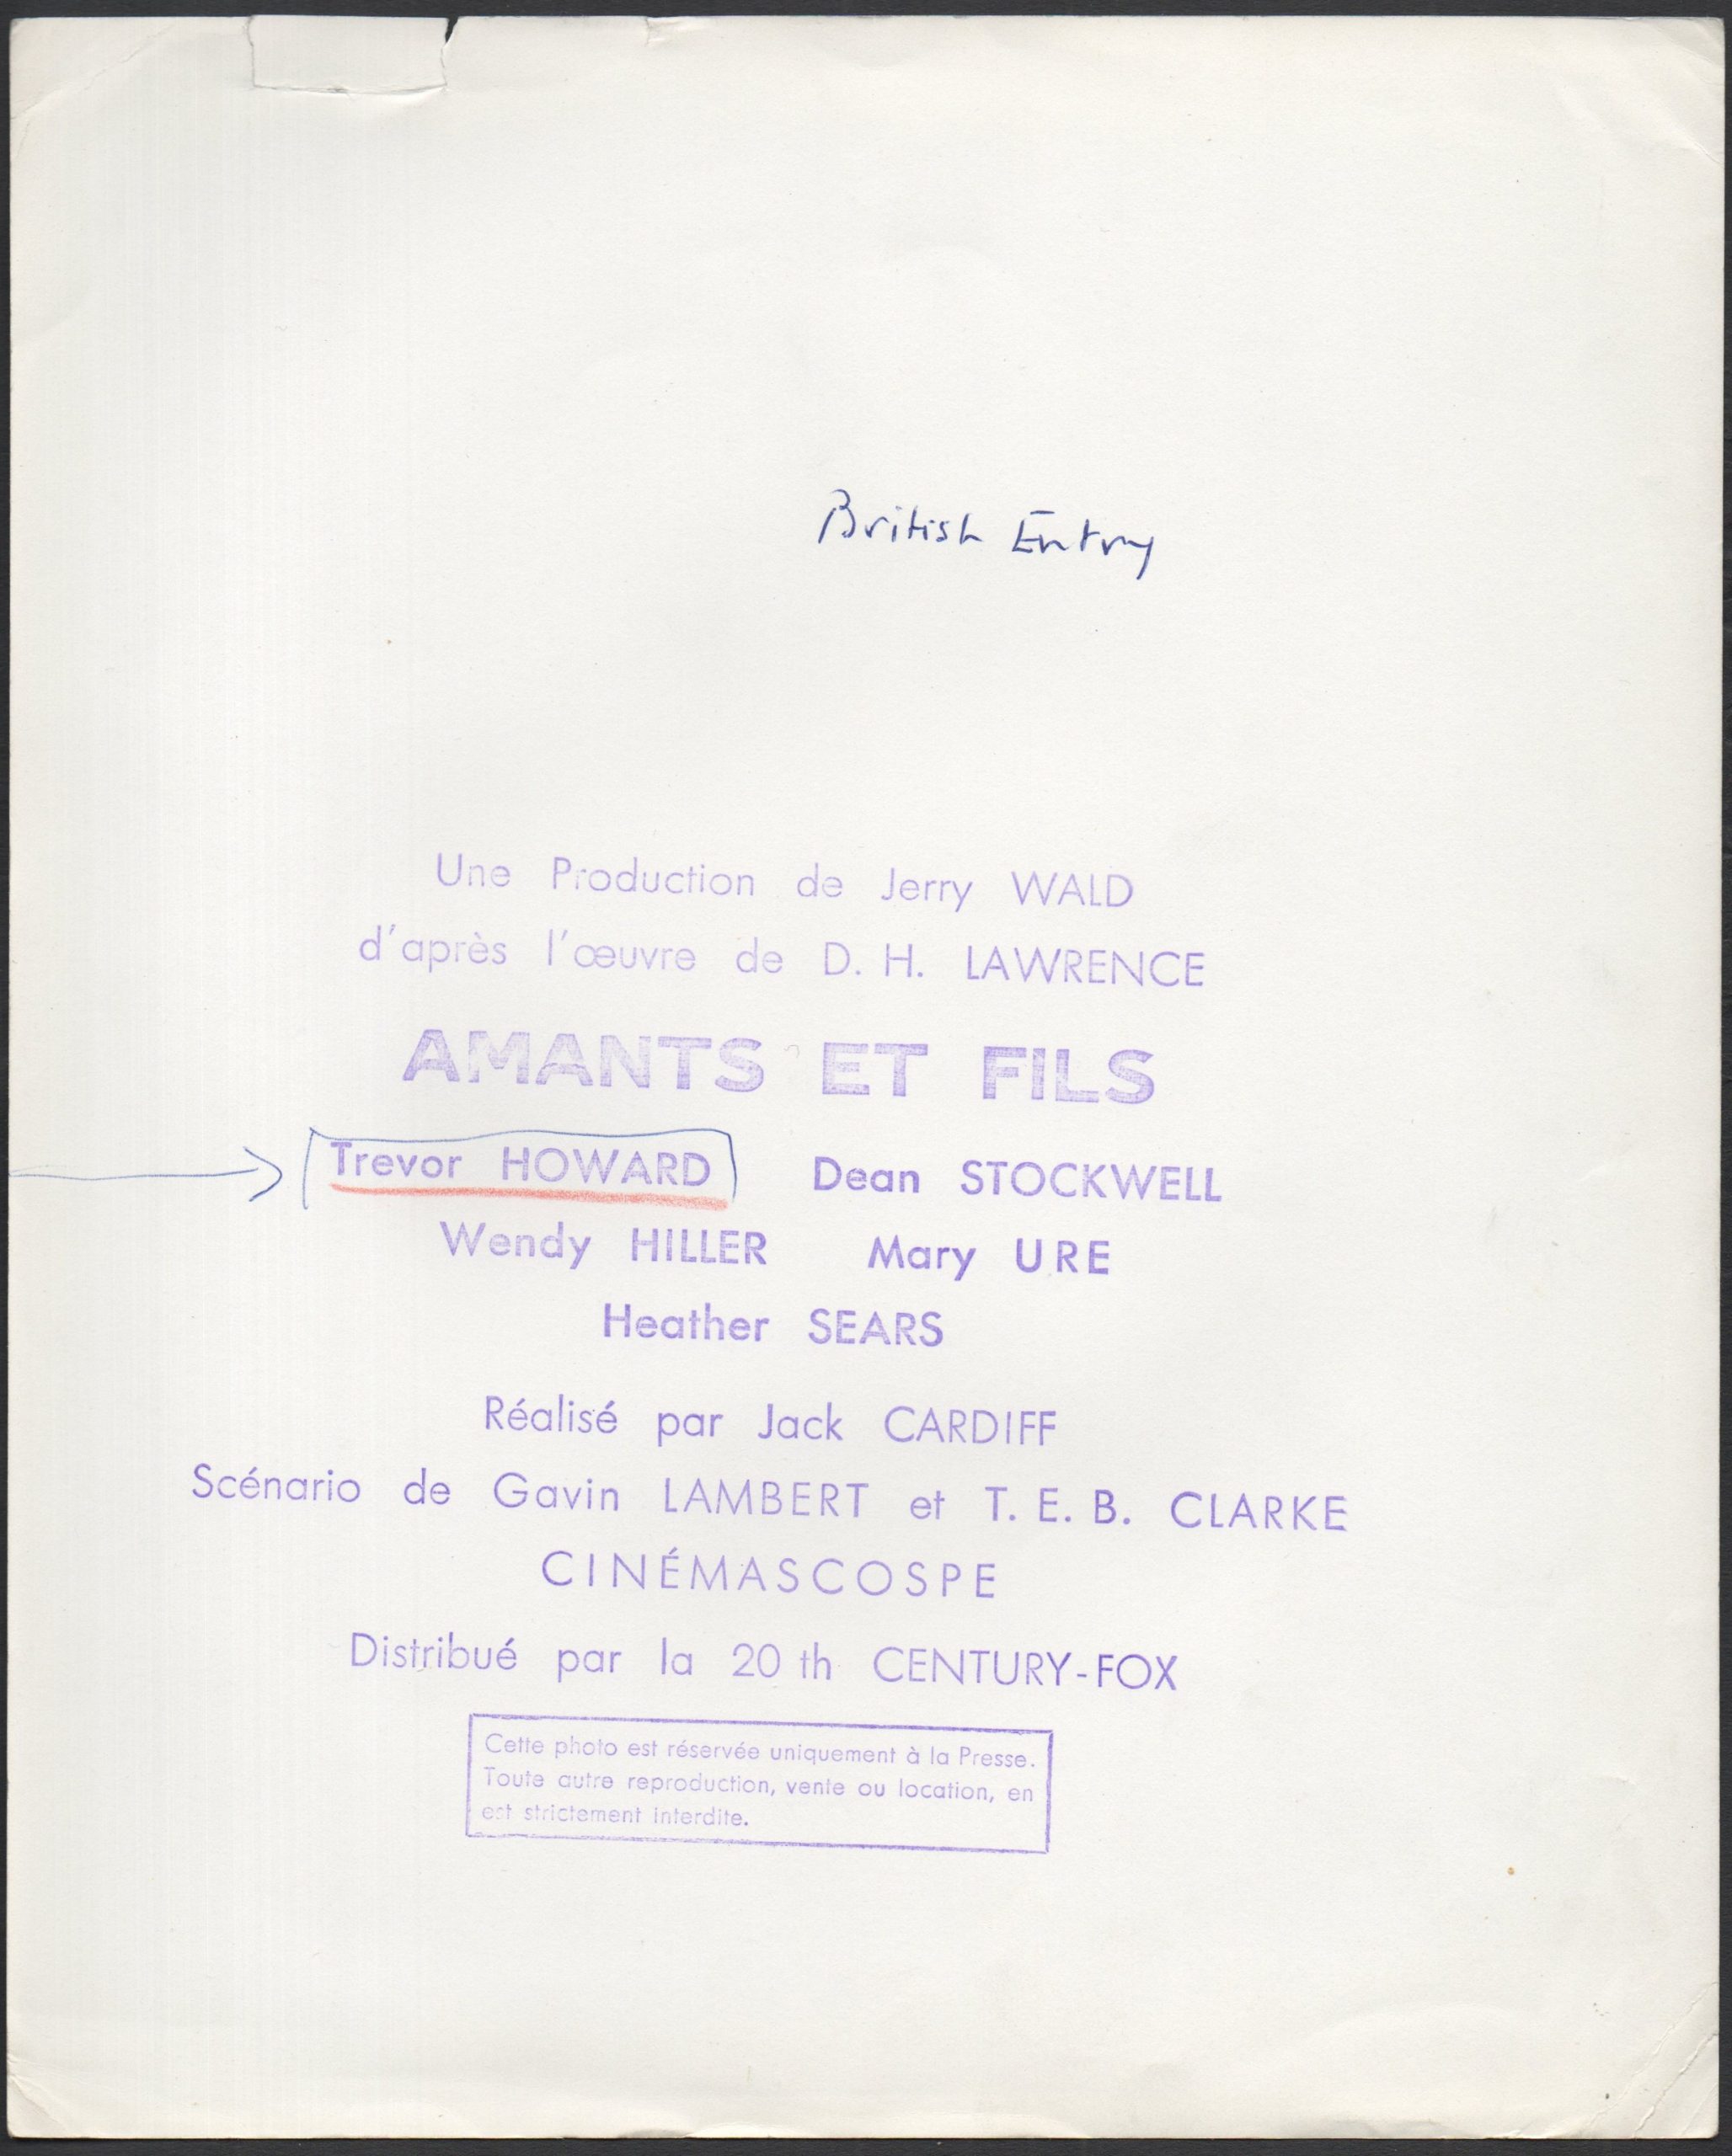 British Entry
Une Production de Jerry WALD
d'après l'œuvre de D. H. LAWRENCE
AMANTS ET FILS
Trevor HOWARD Dean STOCKWELL
Wendy HILLER Mary URE
Heather SEARS
Réalisé par Jack CARDIFF
Scénario de Gavin LAMBERT et T. E. B. CLARKE
CINÉMASCOSPE
Distribué par la 20 th CENTURY-FOX
Cette photo est réservée uniquement à la Presse.
Toute autre reproduction, vente ou location, en
est strictement interdite.